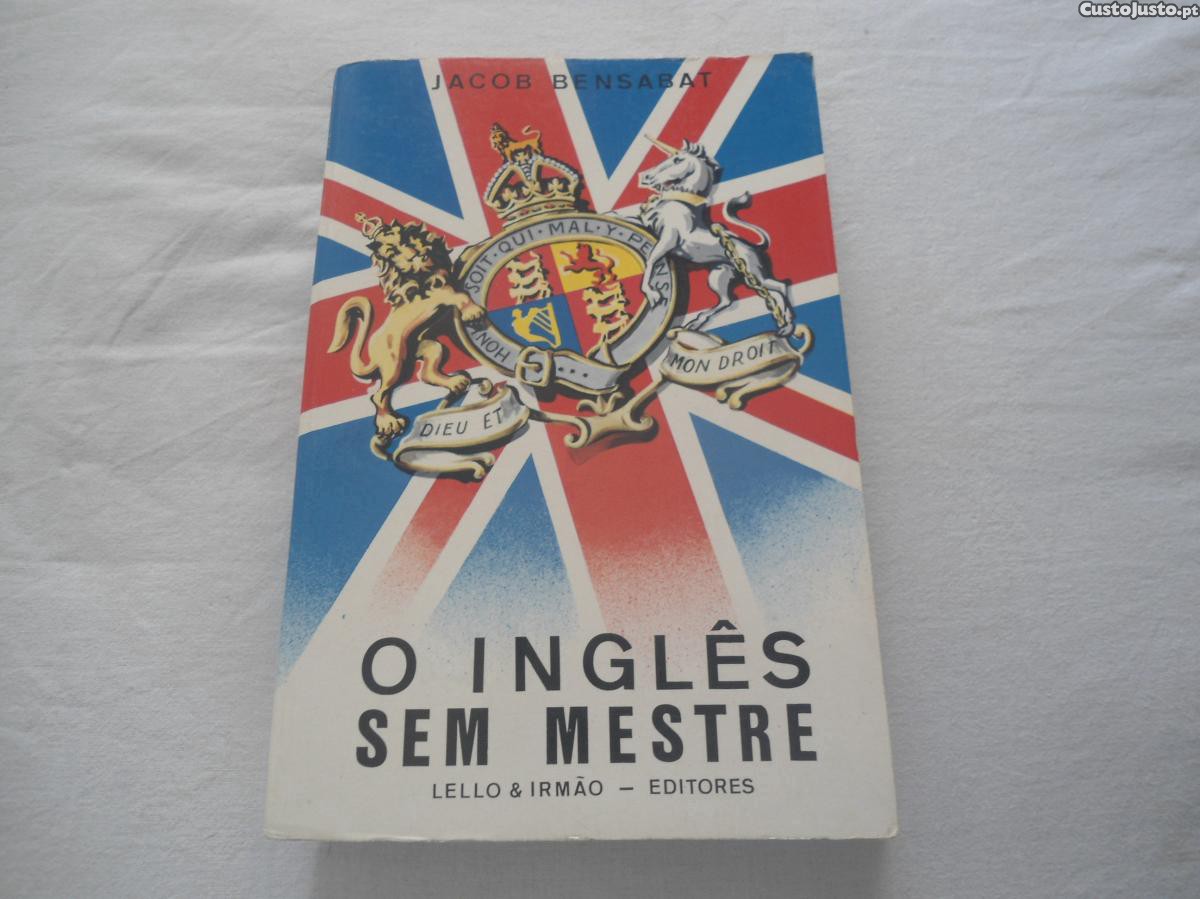 CustoJusto.pt
JACOB BENSABAT
HONI SOIT·QUI·MAL·Y·PENSE
DIEU ET
MON DROIT
O INGLÊS
SEM MESTRE
LELLO & IRMÃO — EDITORES